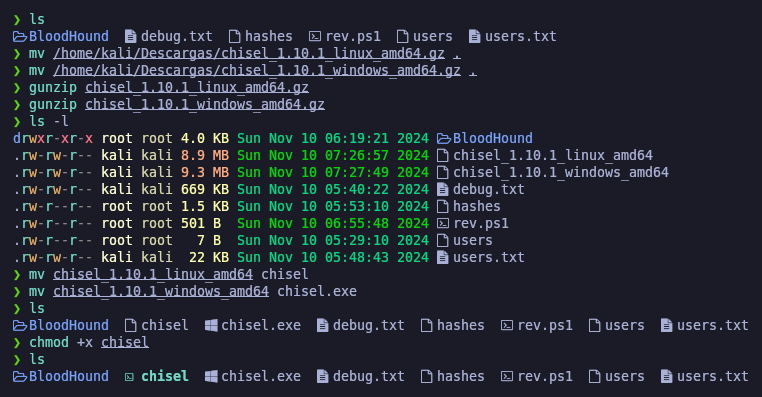 ❯ ls
BloodHound debug.txt hashes rev.ps1 users users.txt
❯ mv /home/kali/Descargas/chisel_1.10.1_linux_amd64.gz .
❯ mv /home/kali/Descargas/chisel_1.10.1_windows_amd64.gz .
❯ gunzip chisel_1.10.1_linux_amd64.gz
❯ gunzip chisel_1.10.1_windows_amd64.gz
❯ ls -l
drwxr-xr-x root root 4.0 KB Sun Nov 10 06:19:21 2024 BloodHound
.rw-rw-r-- kali kali 8.9 MB Sun Nov 10 07:26:57 2024 chisel_1.10.1_linux_amd64
.rw-rw-r-- kali kali 9.3 MB Sun Nov 10 07:27:49 2024 chisel_1.10.1_windows_amd64
.rw-rw-r-- kali kali 669 KB Sun Nov 10 05:40:22 2024 debug.txt
.rw-r--r-- root root 1.5 KB Sun Nov 10 05:53:10 2024 hashes
.rw-r--r-- root root 501 B Sun Nov 10 06:55:48 2024 rev.ps1
.rw-r--r-- root root 7 B Sun Nov 10 05:29:10 2024 users
.rw-rw-r-- kali kali 22 KB Sun Nov 10 05:48:43 2024 users.txt
❯ mv chisel_1.10.1_linux_amd64 chisel
❯ mv chisel_1.10.1_windows_amd64 chisel.exe
❯ ls
BloodHound chisel chisel.exe debug.txt hashes rev.ps1 users users.txt
❯ chmod +x chisel
❯ ls
BloodHound chisel chisel.exe debug.txt hashes rev.ps1 users users.txt